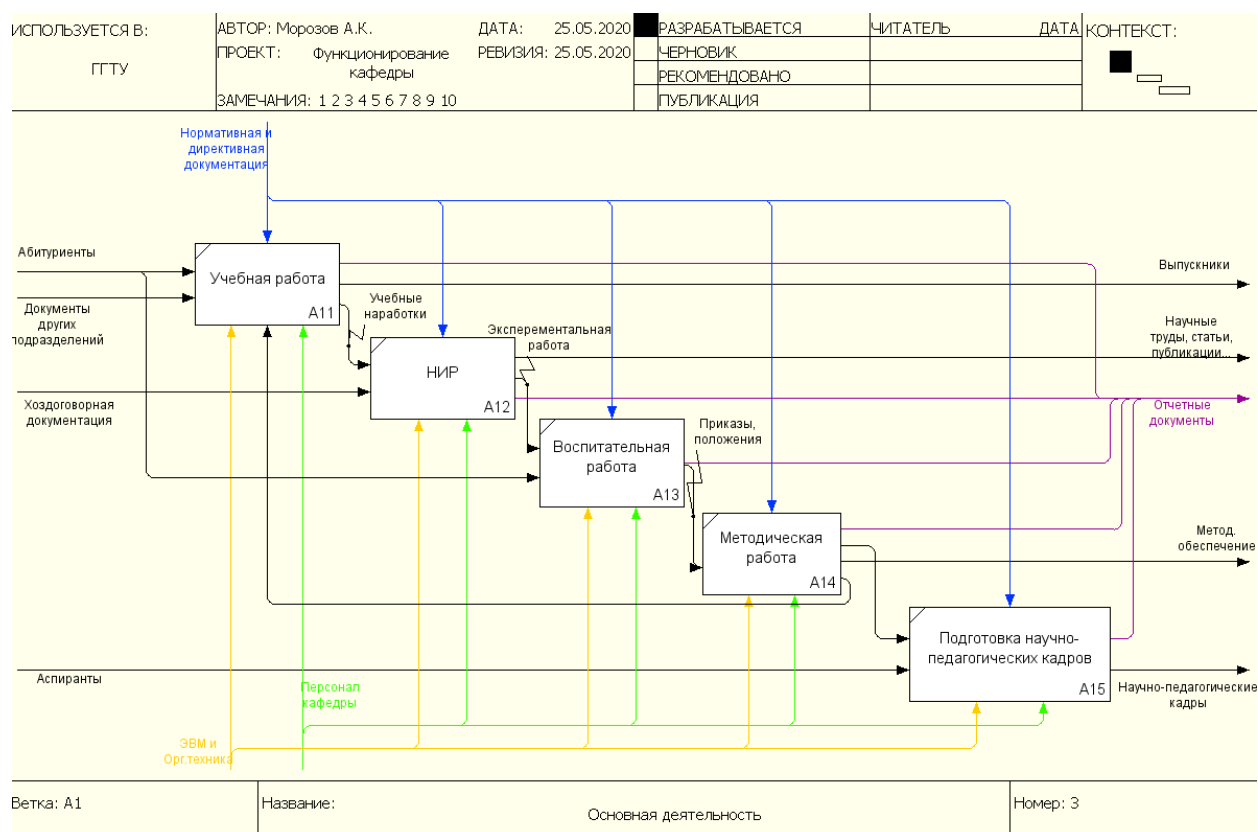 ИСПОЛЬЗУЕТСЯ В:
ГГТУ
АВТОР: Морозов А.К.
ДАТА: 25.05.2020
ПРОЕКТ: Функционирование
кафедры
РЕВИЗИЯ: 25.05.2020
ЗАМЕЧАНИЯ: 1 2 3 4 5 6 7 8 9 10
РАЗРАБАТЫВАЕТСЯ
ЧЕРНОВИК
РЕКОМЕНДОВАНО
ПУБЛИКАЦИЯ
ЧИТАТЕЛЬ
ДАТА
КОНТЕКСТ:
Нормативная и
директивная
документация
Абитуриенты
Учебная работа
A11
Выпускники
Документы
других
подразделений
Учебные
наработки
Эксперементальная
работа
Научные
труды, статьи,
публикации...
НИР
A12
Хоздоговорная
документация
Отчетные
документы
Приказы,
положения
Воспитательная
работа
A13
Методическая
работа
A14
Метод.
обеспечение
Подготовка научно-
педагогических кадров
A15
Аспиранты
Персонал
кафедры
Научно-педагогические
кадры
ЭВМ и
Орг.техника
Ветка: A1
Название:
Основная деятельность
Номер: 3